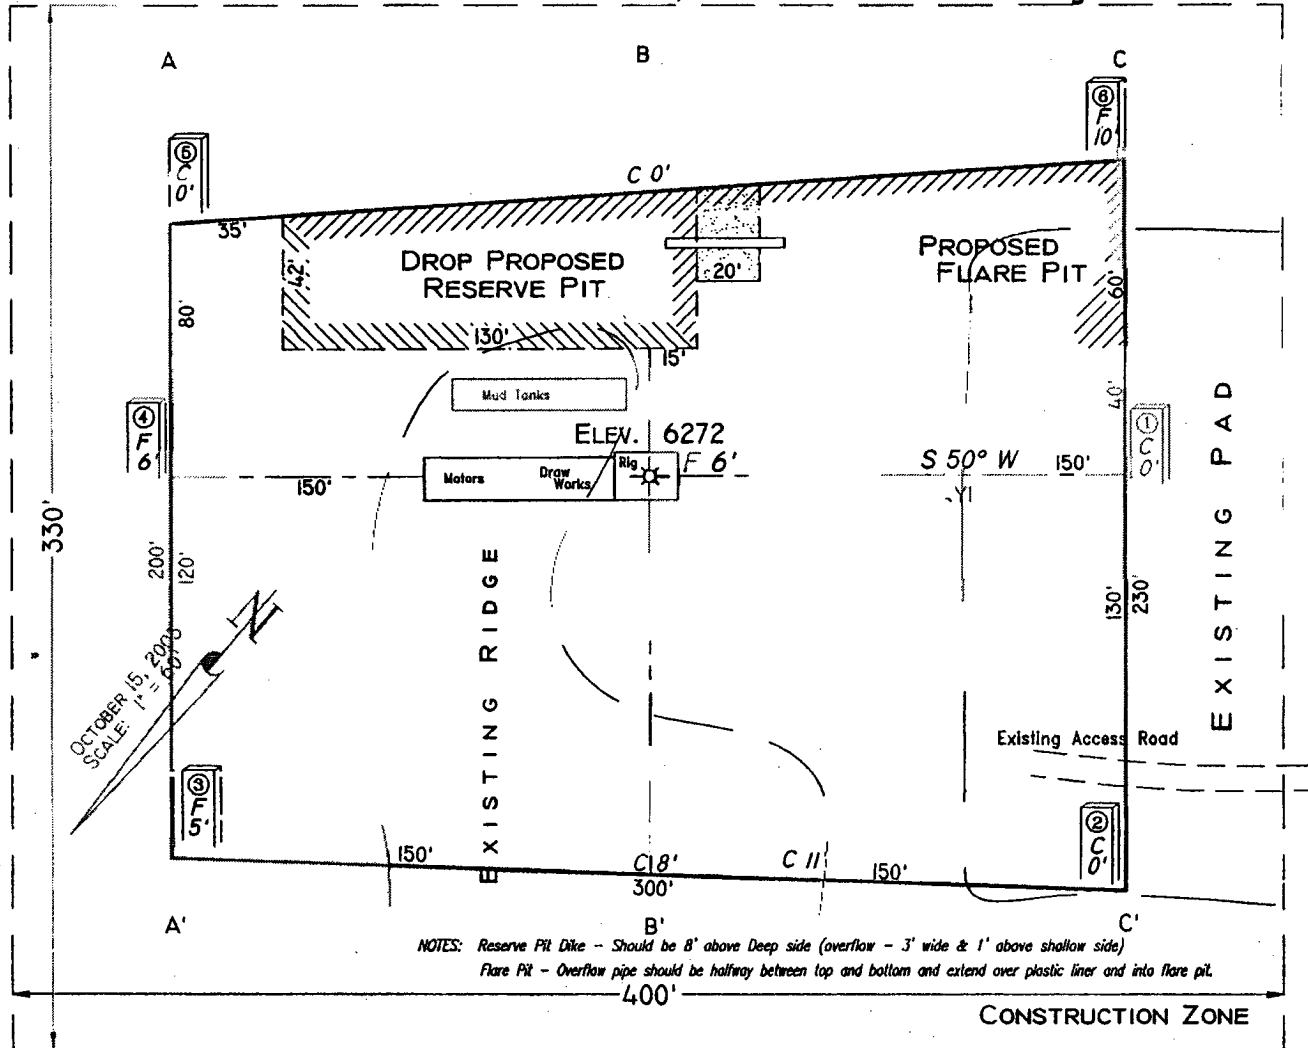 A
B
C
⑥
F
10'
⑤
C
0'
C 0'
35'
42'
DROP PROPOSED
RESERVE PIT
20'
PROPOSED
FLARE PIT
60'
80'
130'
15'
Mud Tanks
40'
④
F
6'
①
C
0'
ELEV. 6272
Motors
Draw
Works
Rig
F 6'
S 50° W
150'
150'
EXISTING PAD
330'
200'
120'
130'
230'
N
OCTOBER 15, 2003
SCALE: 1" = 60'
EXISTING RIDGE
Existing Access Road
③
F
5'
②
C
0'
150'
C 18'
C 11
150'
300'
A'
B'
C'
NOTES: Reserve Pit Dike - Should be 8' above Deep side (overflow - 3' wide & 1' above shallow side)
Flare Pit - Overflow pipe should be halfway between top and bottom and extend over plastic liner and into flare pit.
400'
CONSTRUCTION ZONE